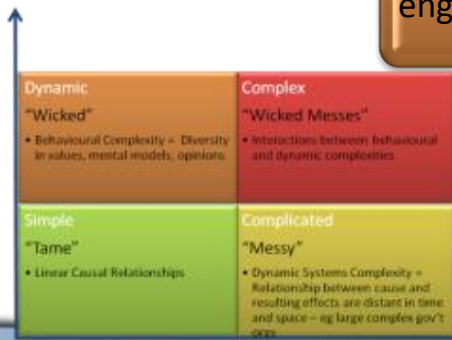 eng
Dynamic
"Wicked"
• Behavioural Complexity = Diversity
in values, mental models, opinions
Complex
"Wicked Messes"
• Interactions between behavioural
and dynamic complexities
Simple
"Tame"
• Linear Causal Relationships
Complicated
"Messy"
• Dynamic Systems Complexity =
Relationship between cause and
resulting effects are distant in time
and space – eg large complex gov't
orgs